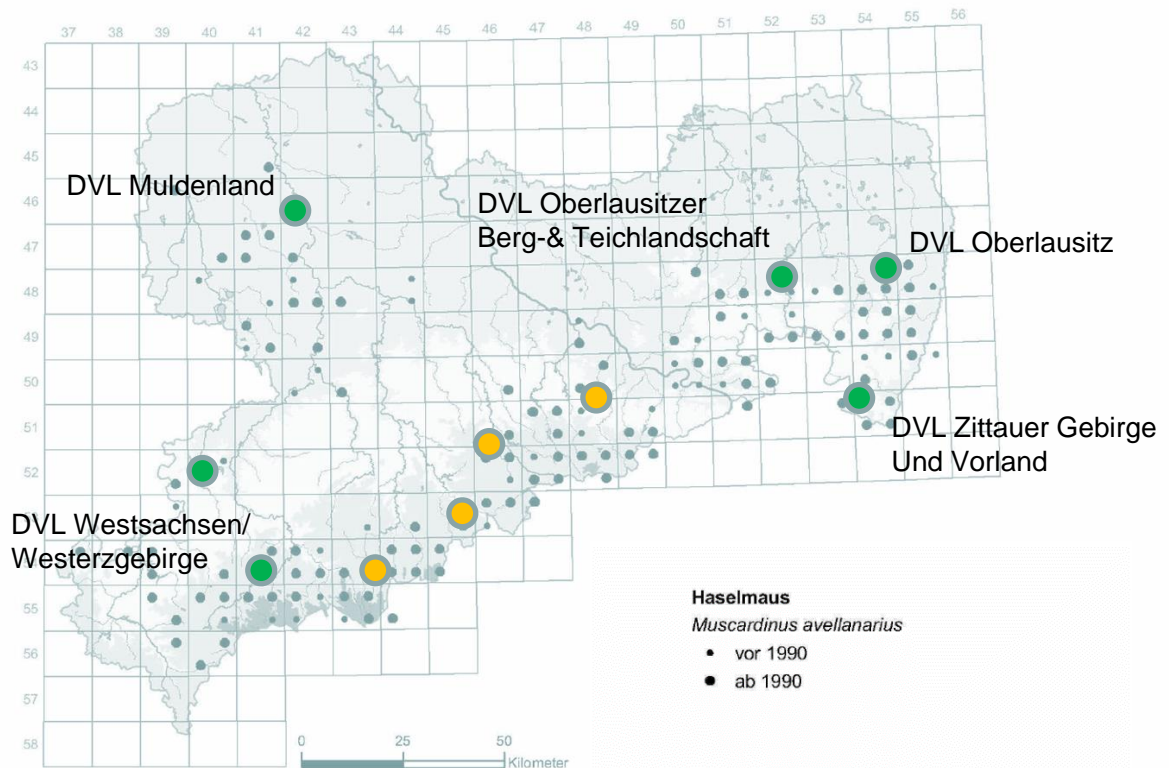 37 38 40 41 42 43 44 45 46 47 48 49 50 51 52 53 54 55 56
43
44
45
46
47
48
49
50
51
52
54
55
56
57
58
DVL Muldenland
DVL Oberlausitzer
Berg-& Teichlandschaft
DVL Oberlausitz
DVL Zittauer Gebirge
Und Vorland
DVL Westsachsen/
Westerzgebirge
Haselmaus
Muscardinus avellanarius
vor 1990
ab 1990
0 25 50
Kilometer